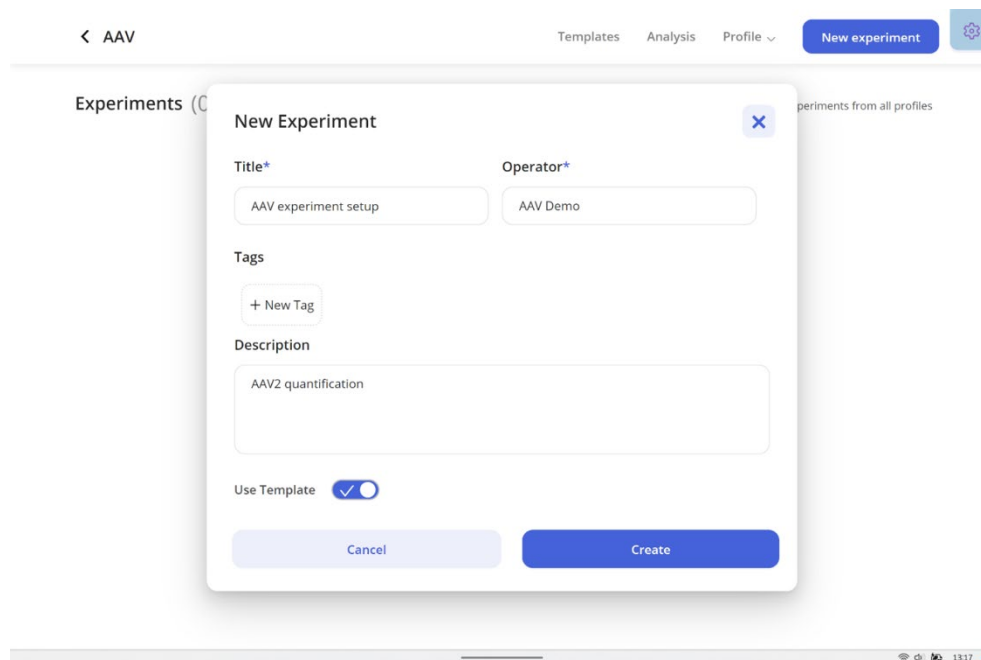 AAV Templates Analysis Profile New experiment
Experiments (0 periments from all profiles
New Experiment
Title* Operator*
AAV experiment setup AAV Demo
Tags
+ New Tag
Description
AAV2 quantification
Use Template
Cancel Create
13:17